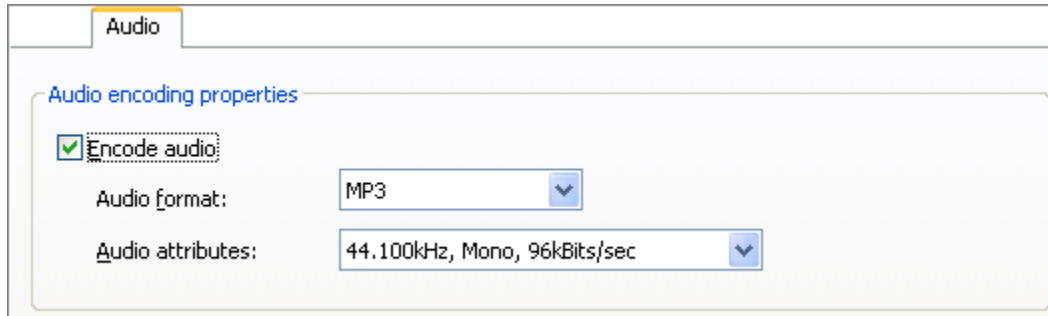 Audio
Audio encoding properties
Encode audio
Audio format:
MP3
Audio attributes:
44.100kHz, Mono, 96kBits/sec